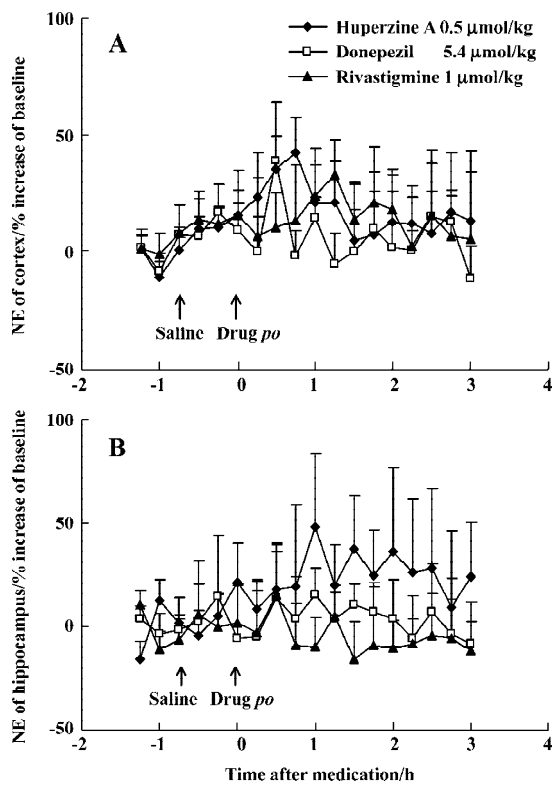 A
Huperzine A 0.5 μmol/kg
Donepezil 5.4 μmol/kg
Rivastigmine 1 μmol/kg
NE of cortex/% increase of baseline
100
50
0
-50
Saline Drug po
-2 -1 0 1 2 3 4
B
NE of hippocampus/% increase of baseline
100
50
0
-50
Saline Drug po
-2 -1 0 1 2 3 4
Time after medication/h